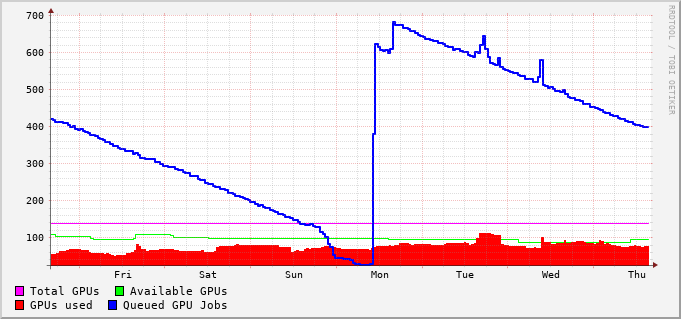 700
600
500
400
300
200
100
Fri Sat Sun Mon Tue Wed Thu
Total GPUs Available GPUs
GPUs used Queued GPU Jobs
RRDTOOL / TOBI OETIKER